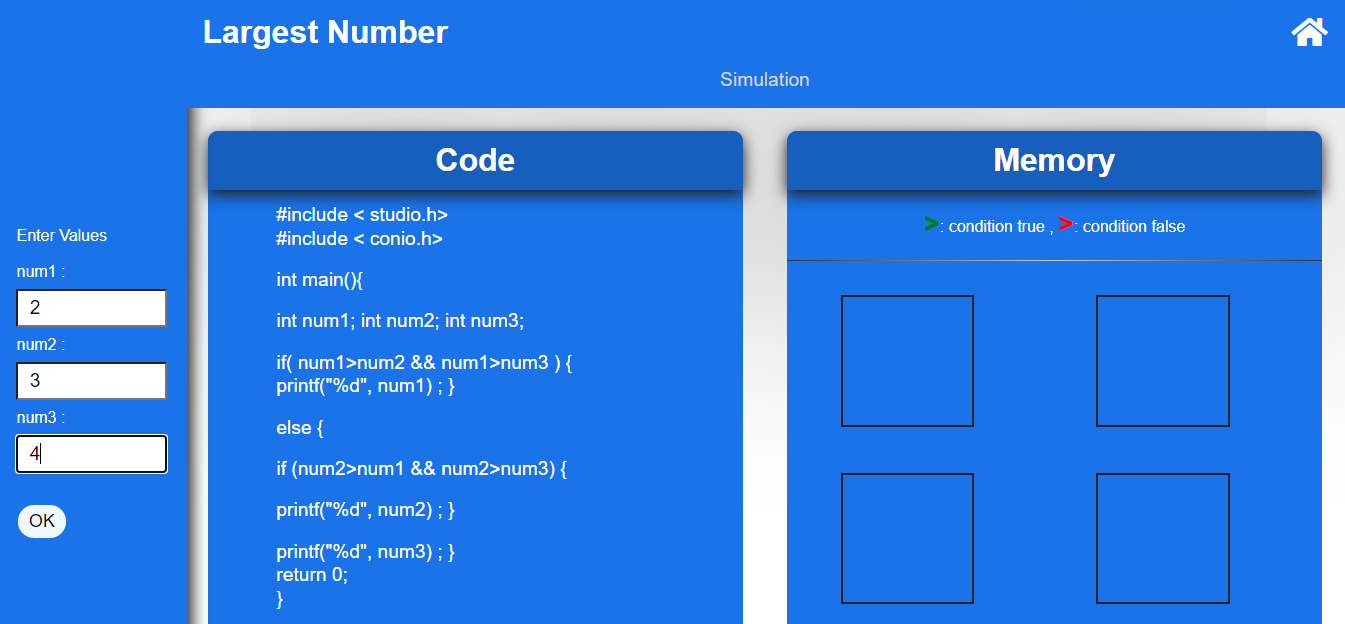 Largest Number
Simulation
Enter Values
num1 :
2
num2 :
3
num3 :
4
OK
Code
#include < studio.h>
#include < conio.h>
int main(){
int num1; int num2; int num3;
if( num1>num2 && num1>num3 ) {
printf("%d", num1) ; }
else {
if (num2>num1 && num2>num3) {
printf("%d", num2) ; }
printf("%d", num3) ; }
return 0;
}
Memory
>: condition true , >: condition false